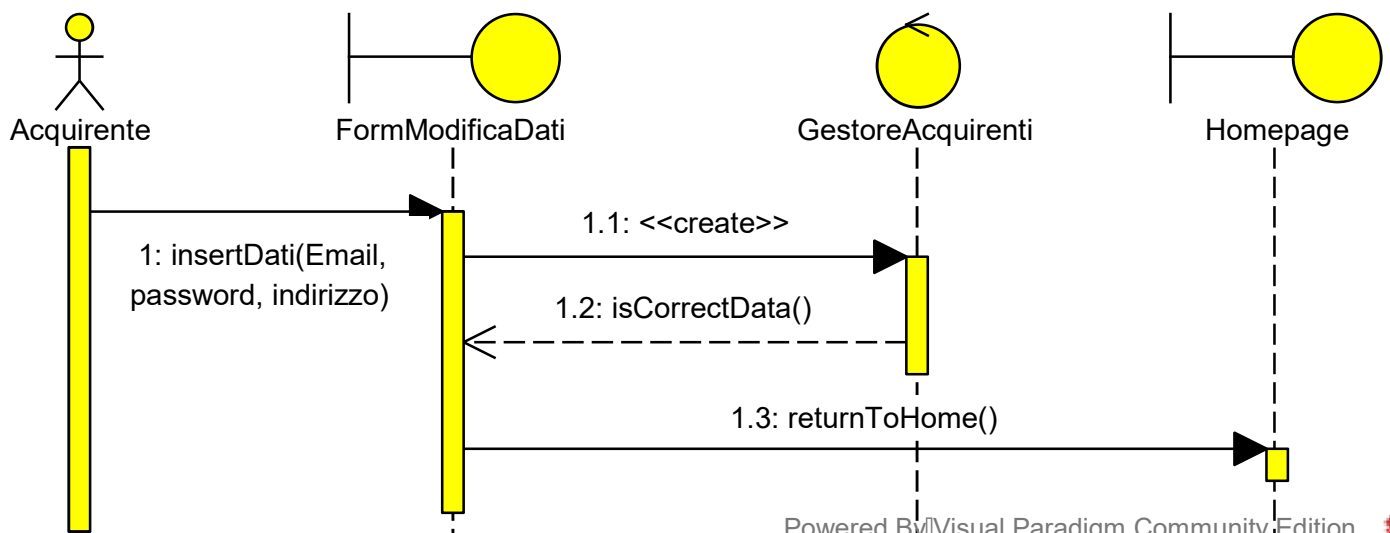 Acquirente
FormModificaDati
GestoreAcquirenti
Homepage
1: insertDati(Email,
password, indirizzo)
1.1: <<create>>
1.2: isCorrectData()
1.3: returnToHome()
Powered By Visual Paradigm Community Edition